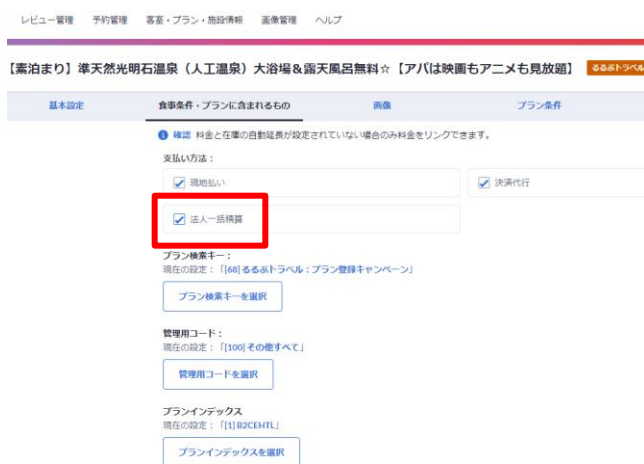 レビュー管理 予約管理 客室・プラン・施設情報 画像管理 ヘルプ
【素泊まり】準天然光明石温泉（人工温泉）大浴場&露天風呂無料☆【アパは映画もアニメも見放題】 るるぶトラベル
基本設定 食事条件・プランに含まれるもの 画像 プラン条件
確認 料金と在庫の自動延長が設定されていない場合のみ料金をリンクできます。
支払い方法：
現地払い 決済代行
法人一括精算
プラン検索キー：
現在の設定：「[68] るるぶトラベル：プラン登録キャンペーン」
プラン検索キーを選択
管理用コード：
現在の設定：「[100] その他すべて」
管理用コードを選択
プランインデックス
現在の設定：「[1] B2CEHTL」
プランインデックスを選択